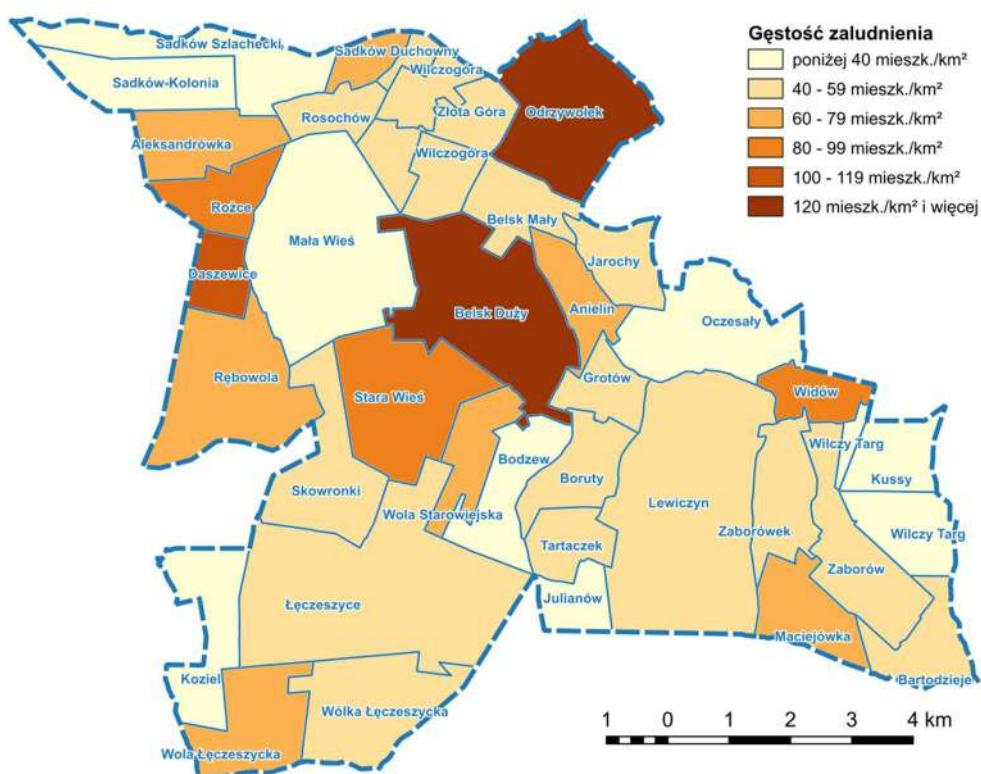 Gęstość zaludnienia
poniżej 40 mieszk./km²
40 - 59 mieszk./km²
60 - 79 mieszk./km²
80 - 99 mieszk./km²
100 - 119 mieszk./km²
120 mieszk./km² i więcej
Sadków Szlachecki
Sadków Duchowny
Wilczogóra
Sadków-Kolonia
Złota Góra
Odrzywołek
Rosochów
Aleksandrówka
Wilczogóra
Rożce
Belsk Mały
Mała Wieś
Jarochy
Daszewice
Belsk Duży
Anielin
Oczesały
Rębowola
Grotów
Stara Wieś
Widów
Wilczy Targ
Bodzew
Kussy
Boruty
Skowronki
Lewiczyn
Wola Starowiejska
Zaborówek
Wilczy Targ
Tartaczek
Zaborów
Łęczeszyce
Julianów
Maciejówka
Koziel
Bartodzieje
Wólka Łęczeszycka
Wola Łęczeszycka
1 0 1 2 3 4 km